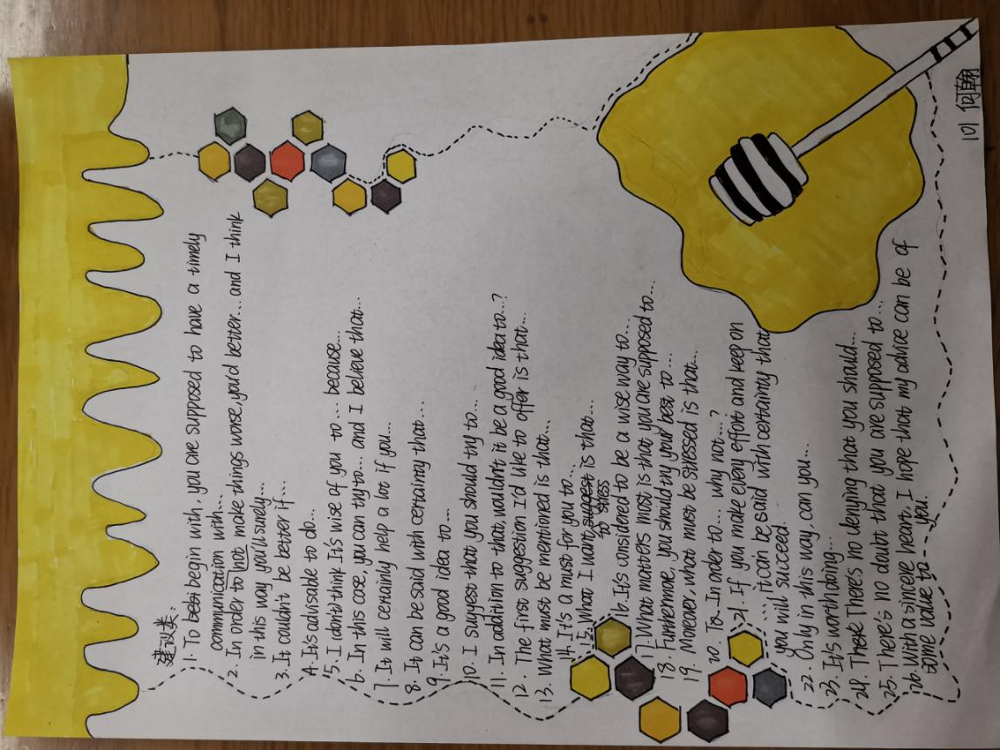 101 何翰
建议类:
1. To begin with, you are supposed to have a timely
communication with...
2. In order to not make things worse, you'd better... and I think
in this way you'll surely...
3. It couldn't be better if...
4. It's advisable to do...
5. I don't think It's wise of you to... because...
6. In this case, you can try to... and I believe that...
7. It will certainly help a lot if you...
8. It can be said with certainty that...
9. It's a good idea to...
10. I suggest that you should try to...
11. In addition to that, wouldn't it be a good idea to...?
12. The first suggestion I'd like to offer is that...
13. What must be mentioned is that...
14. It's a must for you to...
15. What I want to stress is that...
16. It's considered to be a wise way to...
17. What matters most is that you are supposed to...
18. Furtherme, you should try your best to...
19. Moeover, what must be stressed is that...
20. In order to... why not...?
21. If you make every effort and keep on
..., it can be said with certainty that
you will succeed.
22. Only in this way, can you...
23. It's worth doing...
24. There's no denying that you should...
25. There's no doubt that you are supposed to...
26. With a sincere heart, I hope that my advice can be of
some value to you.